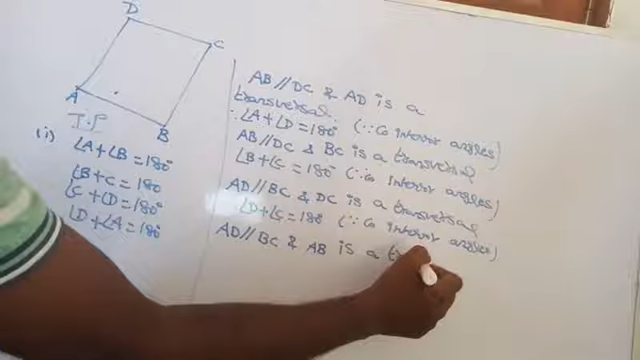 D
C
A
B
T.P
(i)
∠A+∠B=180°
∠B+C=180
∠C+∠D=180°
∠D+∠A=180°
AB//DC & AD is a
transversal.
∴∠A+∠D=180° (∵Co interior angles)
AB//DC & BC is a transversal
∠B+∠C=180° (∵Co interior angles)
AD//BC & DC is a transversal
∠D+∠C=180 (∵Co interior angles)
AD//BC & AB is a